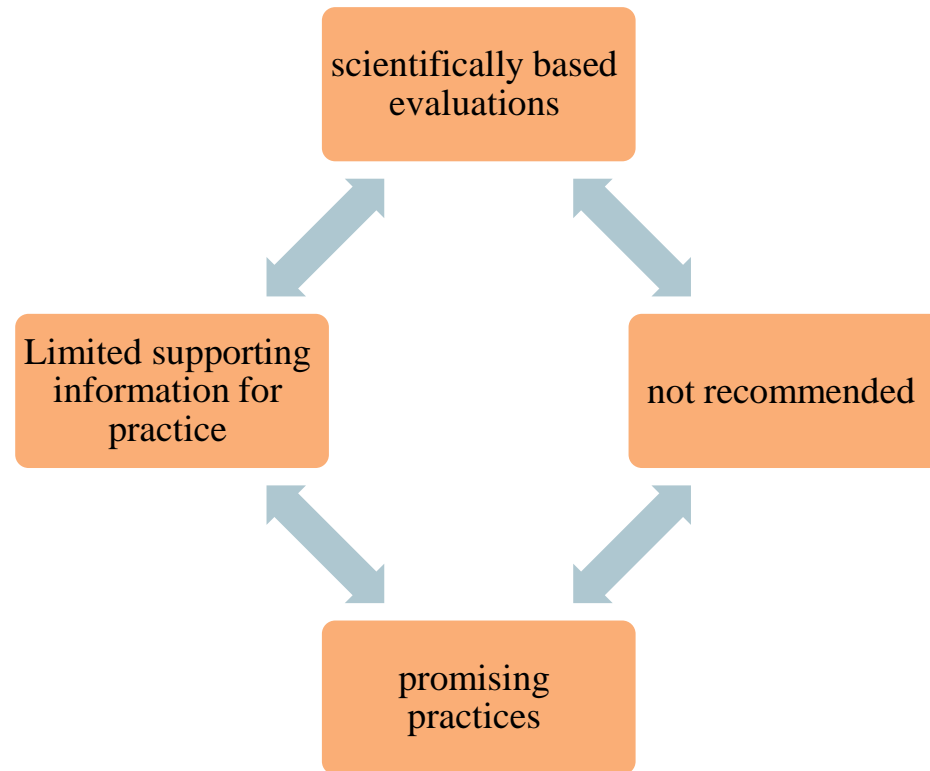 scientifically based
evaluations
Limited supporting
information for
practice
not recommended
promising
practices